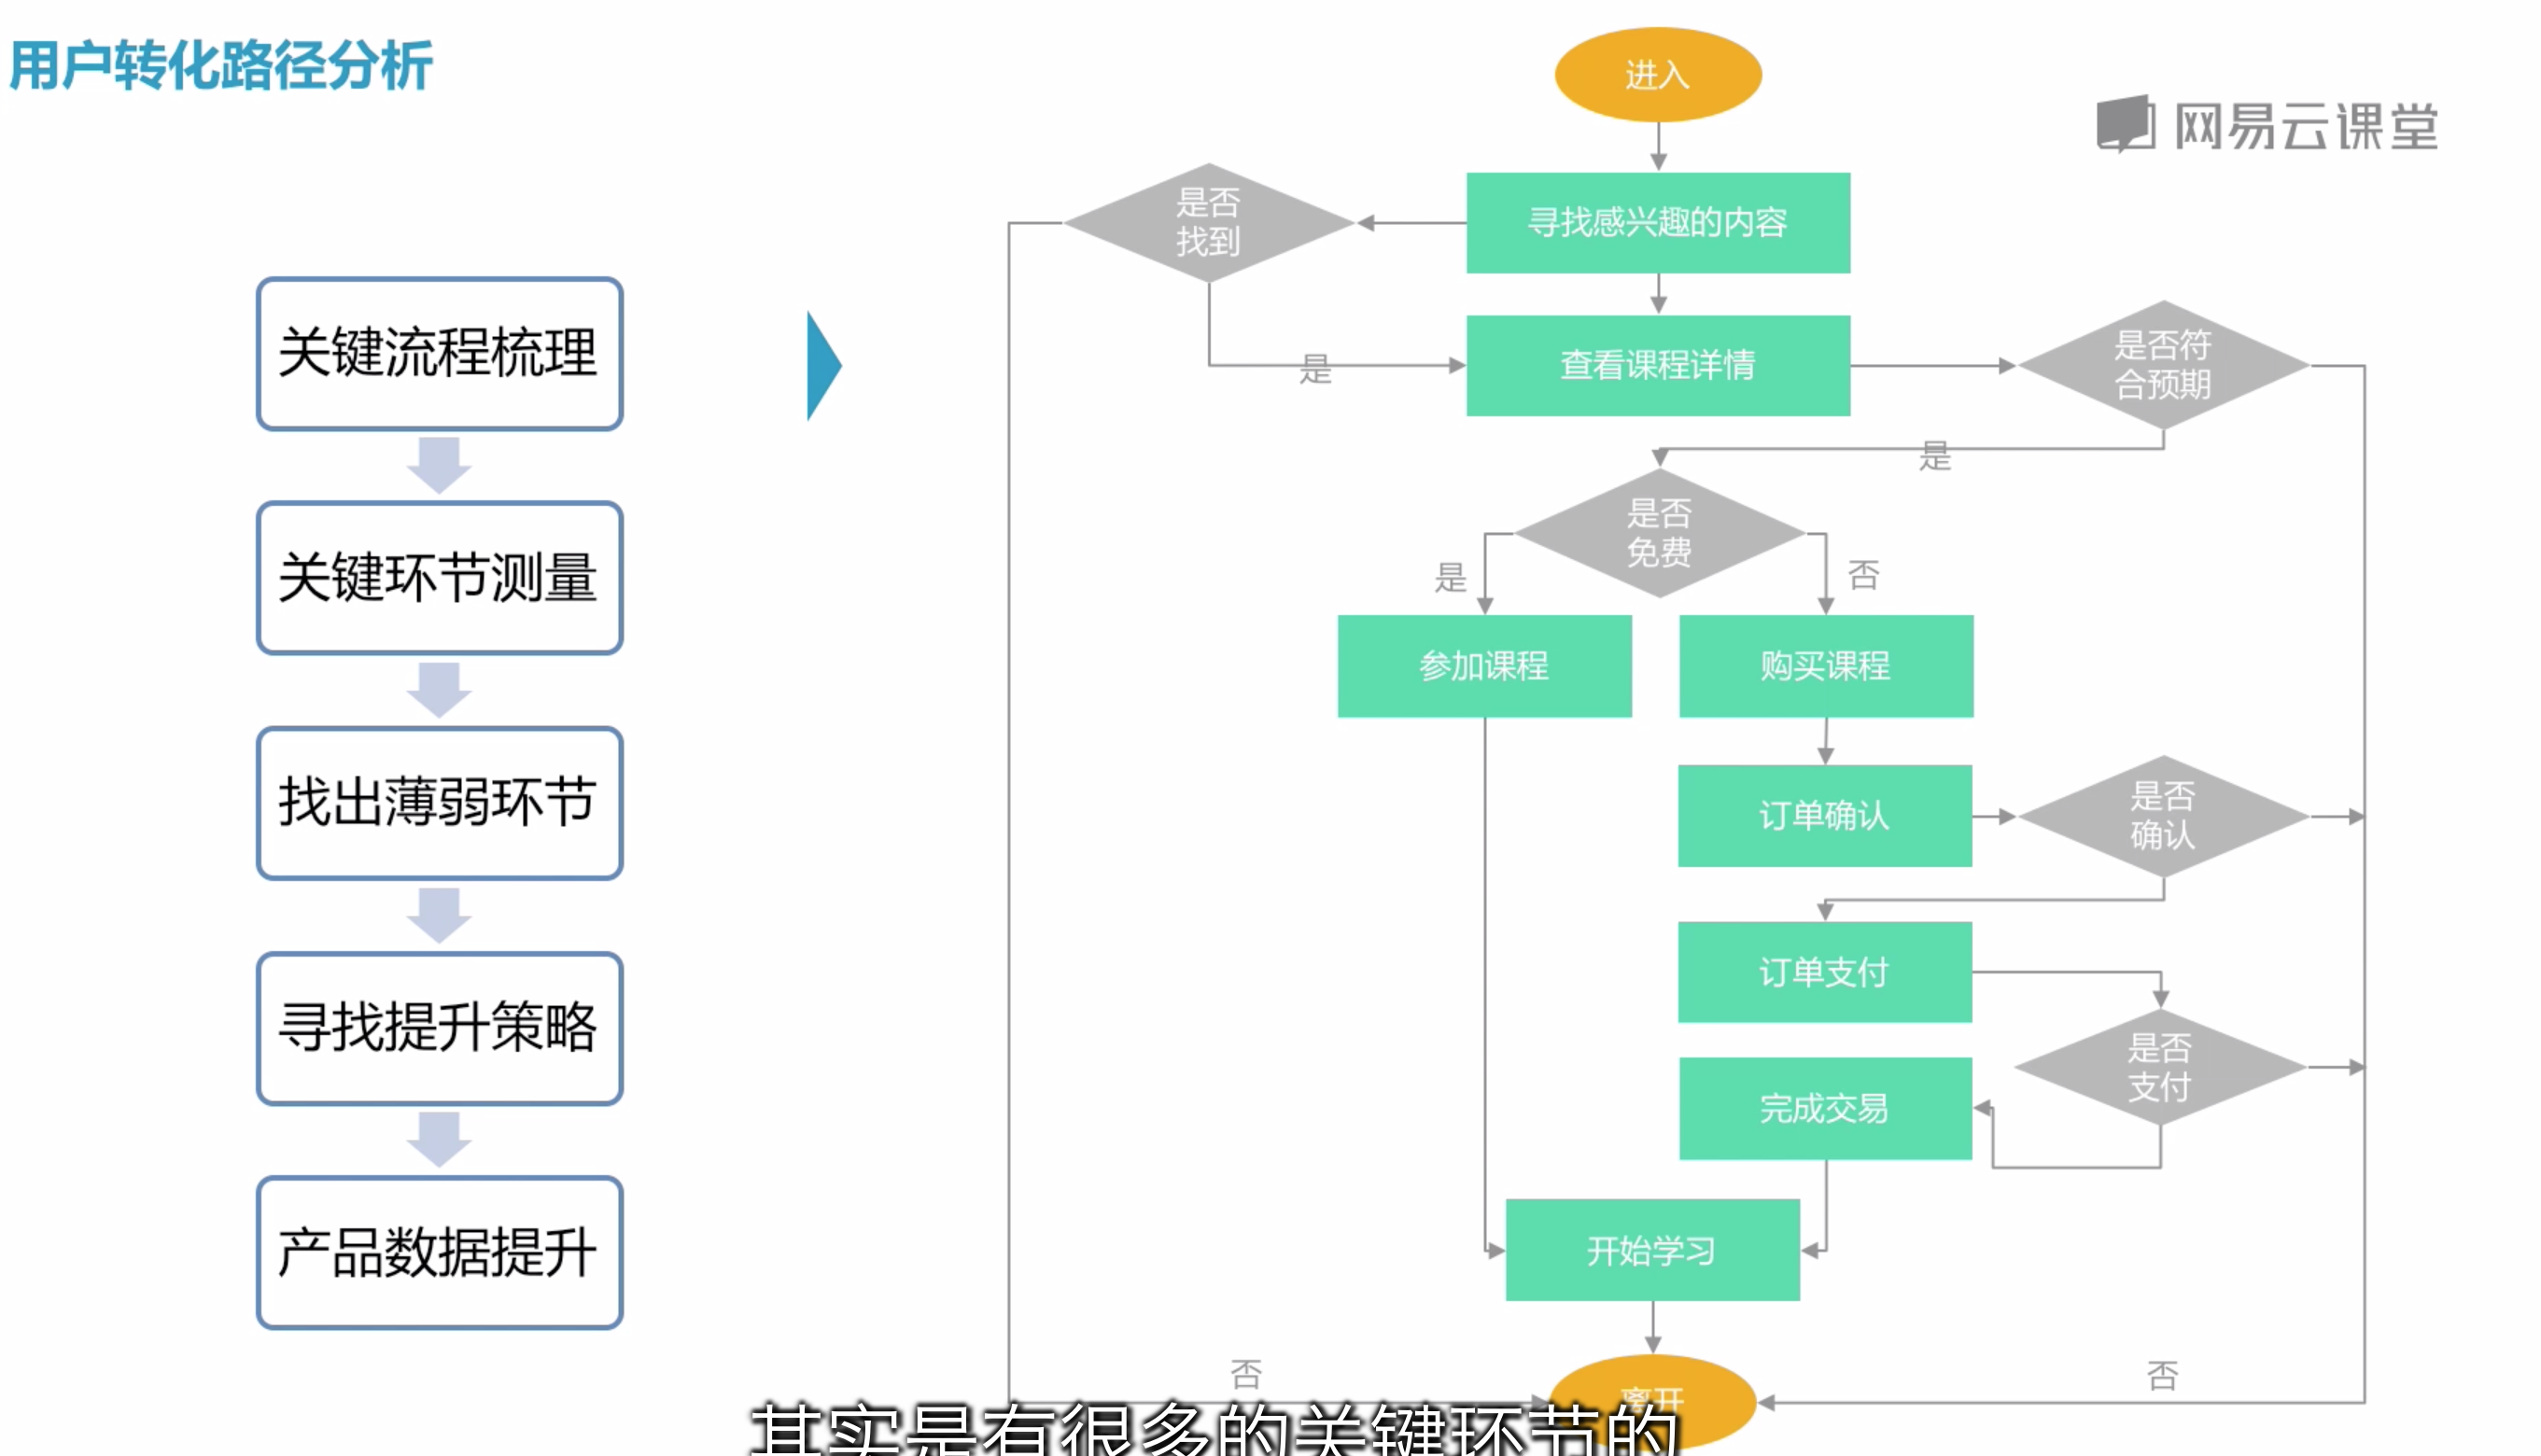 用户转化路径分析
网易云课堂
关键流程梳理
关键环节测量
找出薄弱环节
寻找提升策略
产品数据提升
进入
寻找感兴趣的内容
是否
找到
是
查看课程详情
是否符
合预期
是
是否
免费
是
否
参加课程
购买课程
订单确认
是否
确认
订单支付
是否
支付
完成交易
开始学习
否
否
离开
其实是有很多的关键环节的